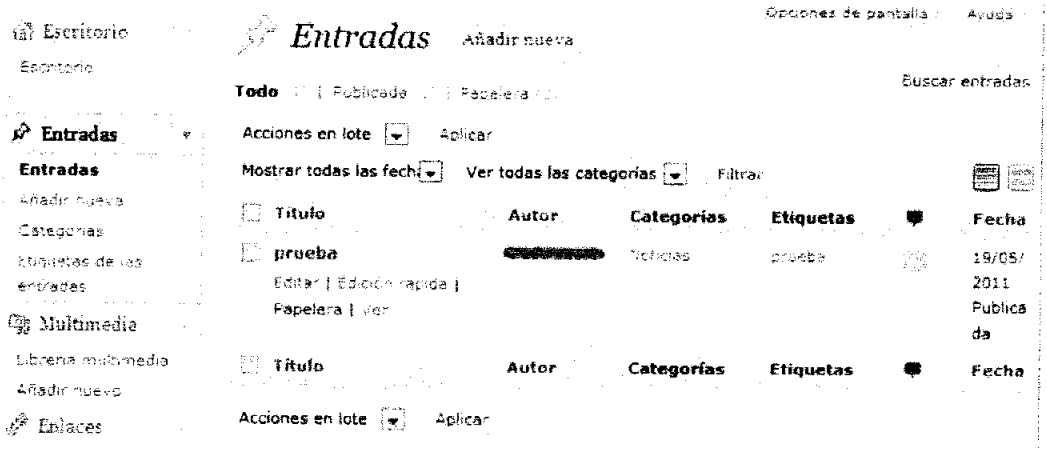 Opciones de pantalla Ayuda
Escritorio
Escritorio
Entradas Añadir nueva
Buscar entradas
Todo | Publicada | Papelera
Entradas
Acciones en lote Aplicar
Entradas
Añadir nueva
Categorías
Etiquetas de las
entradas
Mostrar todas las fecha Ver todas las categorías Filtrar
Título Autor Categorías Etiquetas Fecha
prueba Noticias prueba 19/05/
2011
Publica
da
Editar | Edición rápida |
Papelera | Ver
Multimedia
Librería multimedia
Añadir nuevo
Enlaces
Título Autor Categorías Etiquetas Fecha
Acciones en lote Aplicar